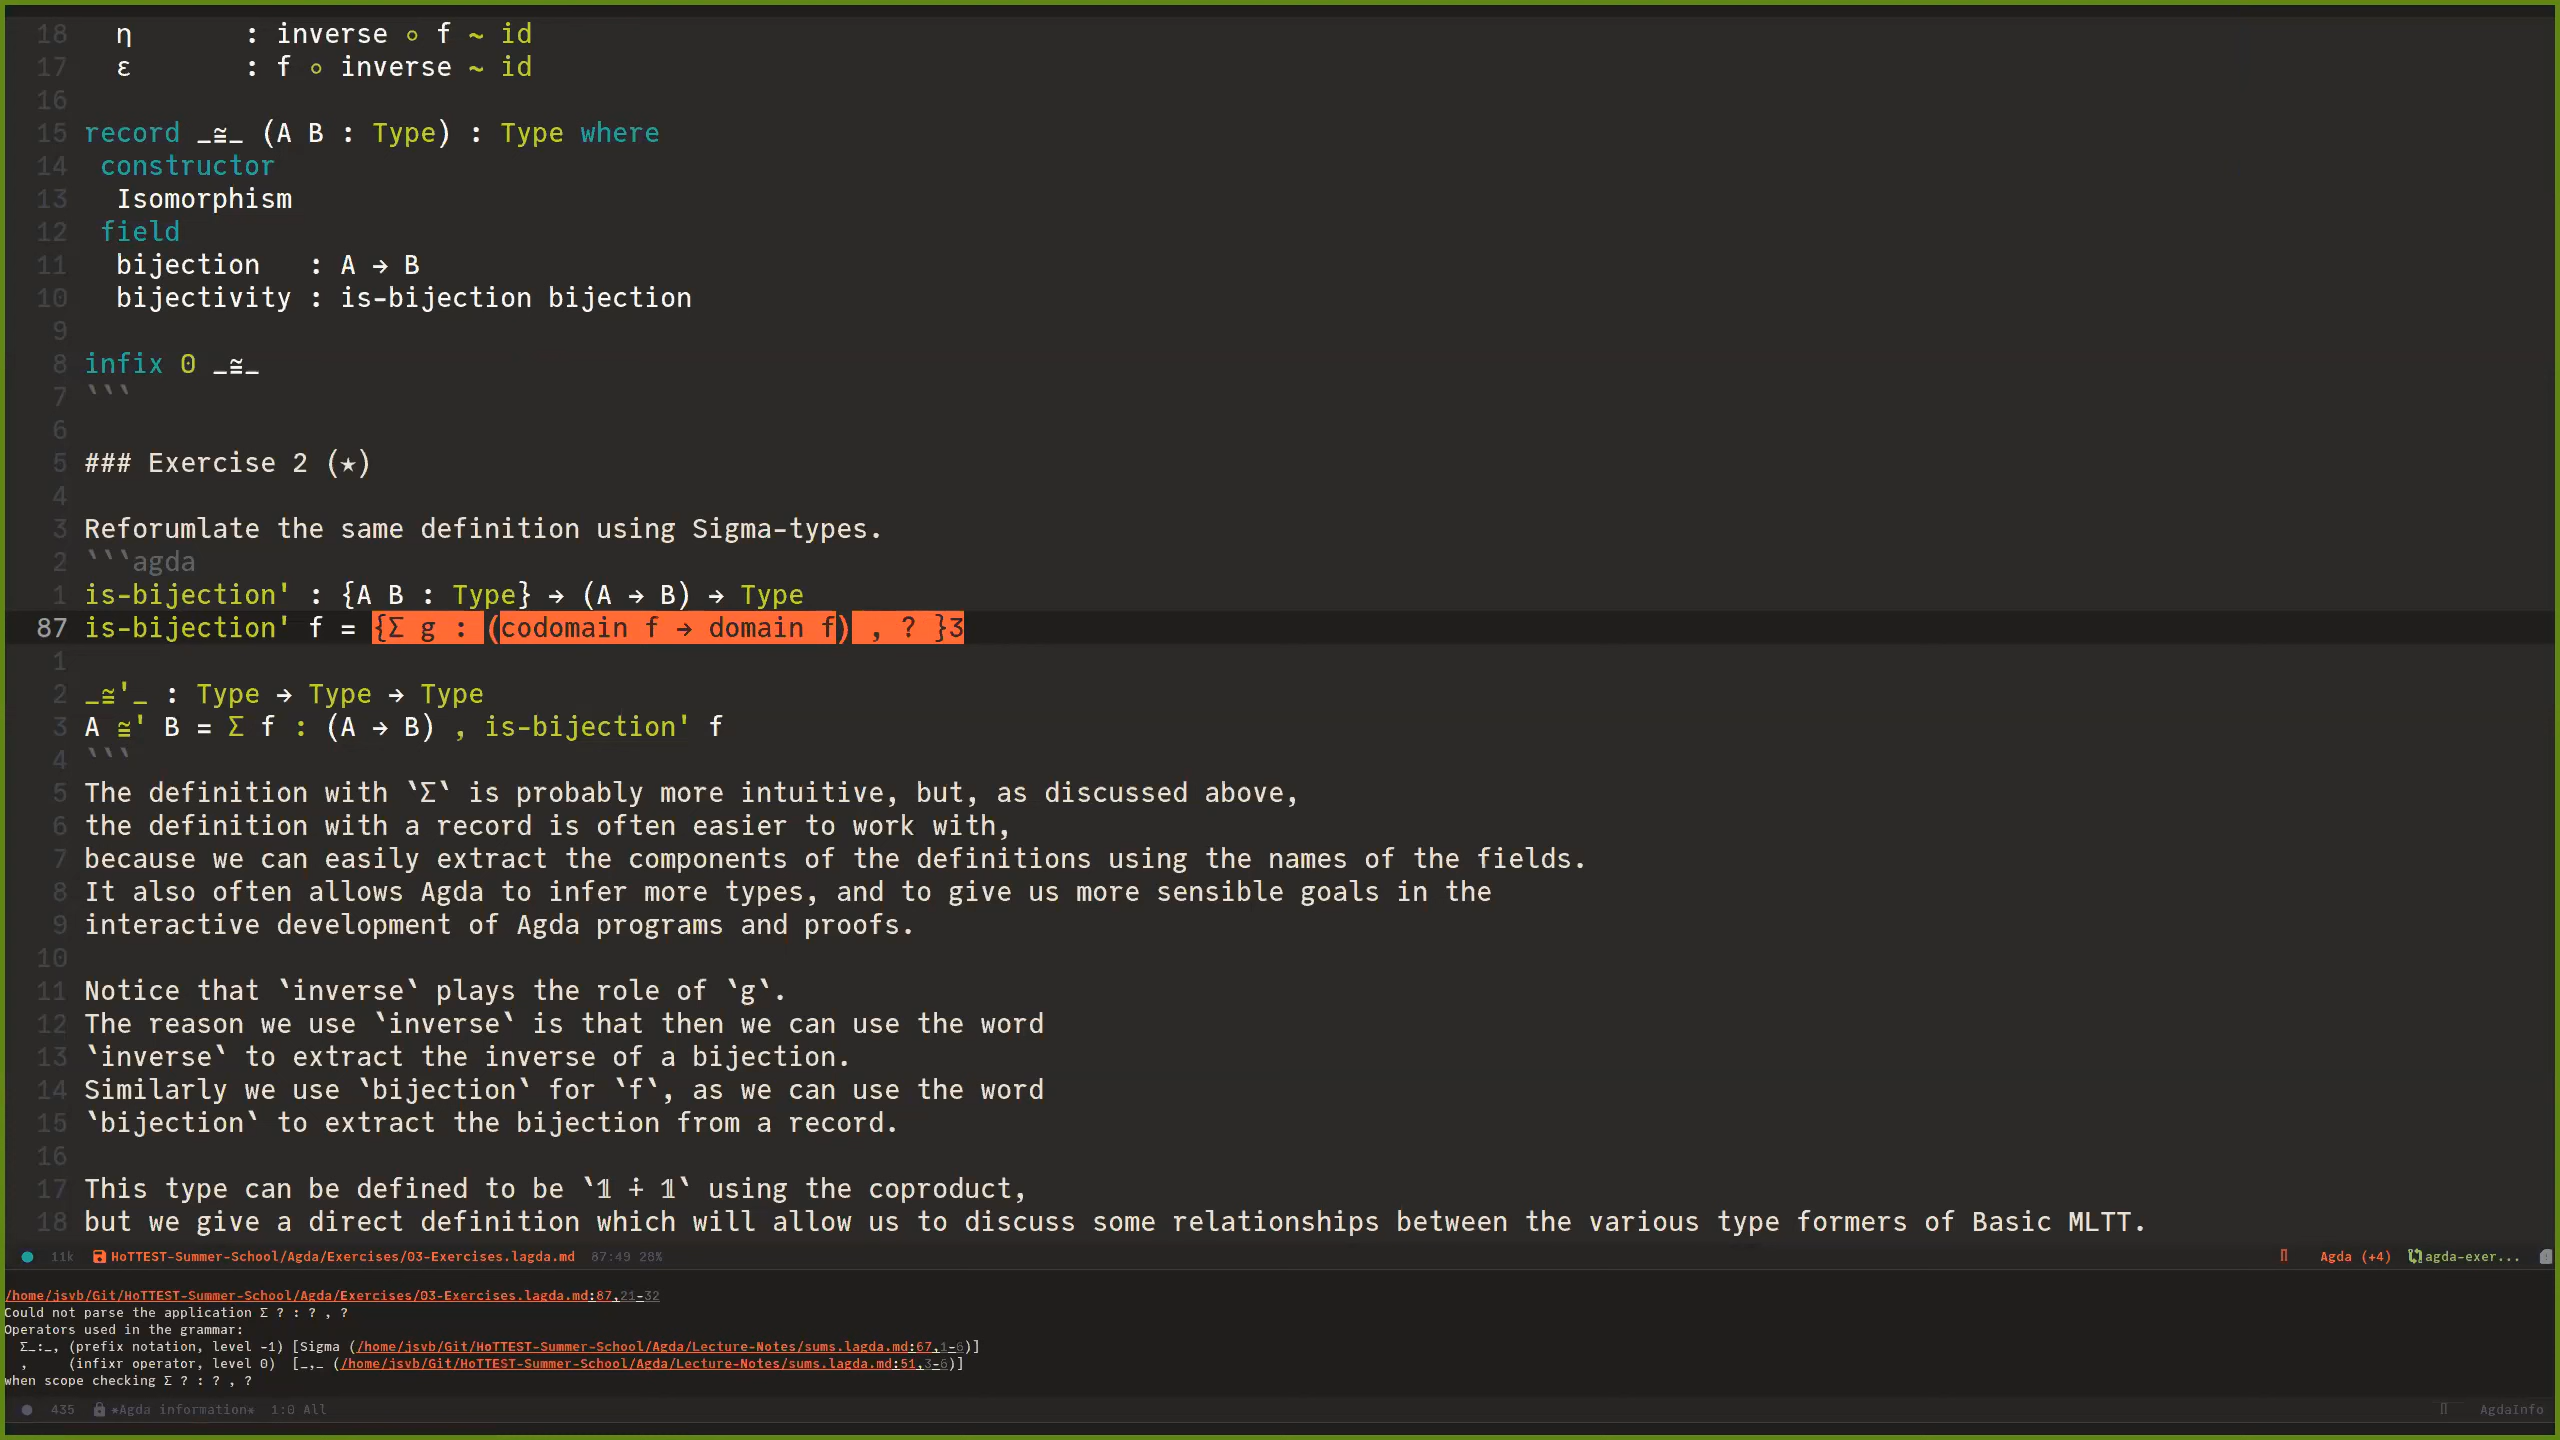 18 η : inverse ∘ f ∼ id
17 ε : f ∘ inverse ∼ id
16
15 record _≅_ (A B : Type) : Type where
14 constructor
13 Isomorphism
12 field
11 bijection : A → B
10 bijectivity : is-bijection bijection
9
8 infix 0 _≅_
7 ```
6
5 ### Exercise 2 (★)
4
3 Reforumlate the same definition using Sigma-types.
2 ```agda
1 is-bijection' : {A B : Type} → (A → B) → Type
87 is-bijection' f = {Σ g : (codomain f → domain f) , ? }3
1
2 _≅'_ : Type → Type → Type
3 A ≅' B = Σ f : (A → B) , is-bijection' f
4 ```
5 The definition with `Σ` is probably more intuitive, but, as discussed above,
6 the definition with a record is often easier to work with,
7 because we can easily extract the components of the definitions using the names of the fields.
8 It also often allows Agda to infer more types, and to give us more sensible goals in the
9 interactive development of Agda programs and proofs.
10
11 Notice that `inverse` plays the role of `g`.
12 The reason we use `inverse` is that then we can use the word
13 `inverse` to extract the inverse of a bijection.
14 Similarly we use `bijection` for `f`, as we can use the word
15 `bijection` to extract the bijection from a record.
16
17 This type can be defined to be `𝟙 ∔ 𝟙` using the coproduct,
18 but we give a direct definition which will allow us to discuss some relationships between the various type formers of Basic MLTT.
11k HoTTEST-Summer-School/Agda/Exercises/03-Exercises.lagda.md 87:49 28% Π Agda (+4) agda-exer...
/home/jsvb/Git/HoTTEST-Summer-School/Agda/Exercises/03-Exercises.lagda.md:87,21-32
Could not parse the application Σ ? : ? , ?
Operators used in the grammar:
Σ_:_, (prefix notation, level -1) [Sigma (/home/jsvb/Git/HoTTEST-Summer-School/Agda/Lecture-Notes/sums.lagda.md:67,1-6)]
, (infixr operator, level 0) [_,_ (/home/jsvb/Git/HoTTEST-Summer-School/Agda/Lecture-Notes/sums.lagda.md:51,3-6)]
when scope checking Σ ? : ? , ?
435 *Agda information* 1:0 All Π AgdaInfo